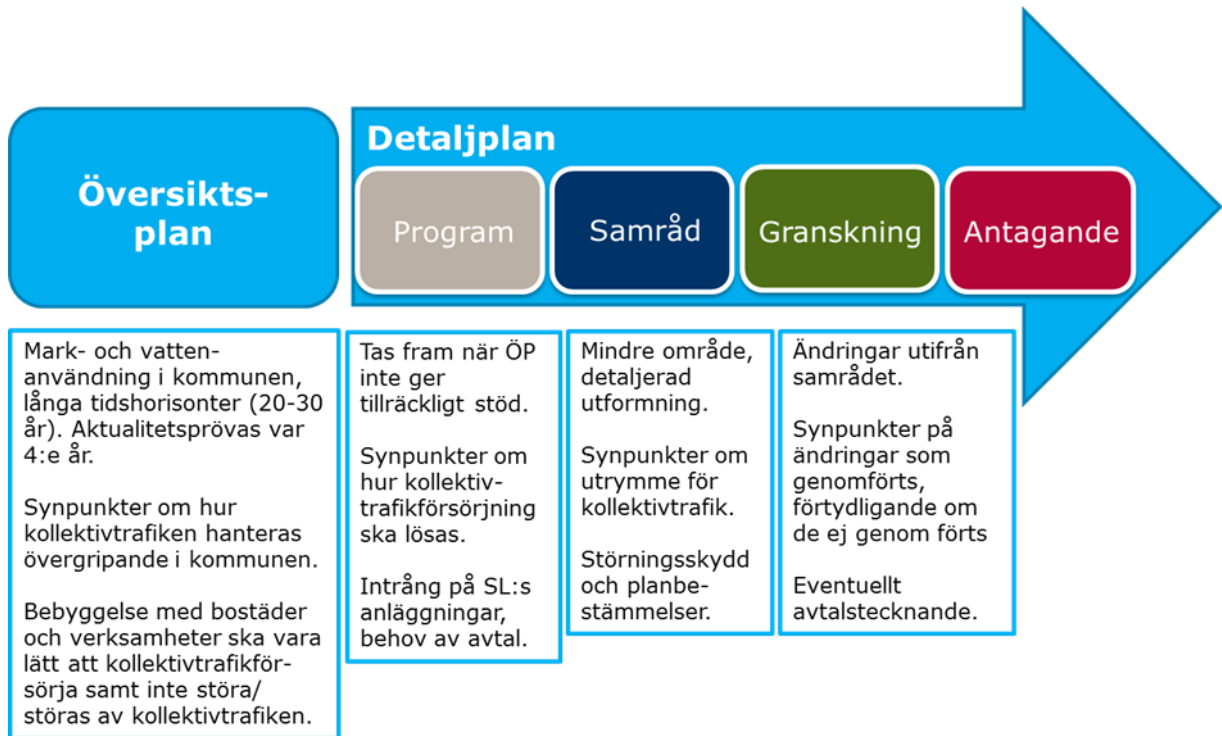 Översikts-
plan
Detaljplan
Program
Samråd
Granskning
Antagande
Mark- och vatten-
användning i kommunen,
långa tidshorisonter (20-30
år). Aktualitetsprövas var
4:e år.
Synpunkter om hur
kollektivtrafiken hanteras
övergripande i kommunen.
Bebyggelse med bostäder
och verksamheter ska vara
lätt att kollektivtrafikför-
sörja samt inte störa/
störas av kollektivtrafiken.
Tas fram när ÖP
inte ger
tillräckligt stöd.
Synpunkter om
hur kollektiv-
trafikförsörjning
ska lösas.
Intrång på SL:s
anläggningar,
behov av avtal.
Mindre område,
detaljerad
utformning.
Synpunkter om
utrymme för
kollektivtrafik.
Störningsskydd
och planbe-
stämmelser.
Ändringar utifrån
samrådet.
Synpunkter på
ändringar som
genomförts,
förtydligande om
de ej genom förts
Eventuellt
avtalstecknande.